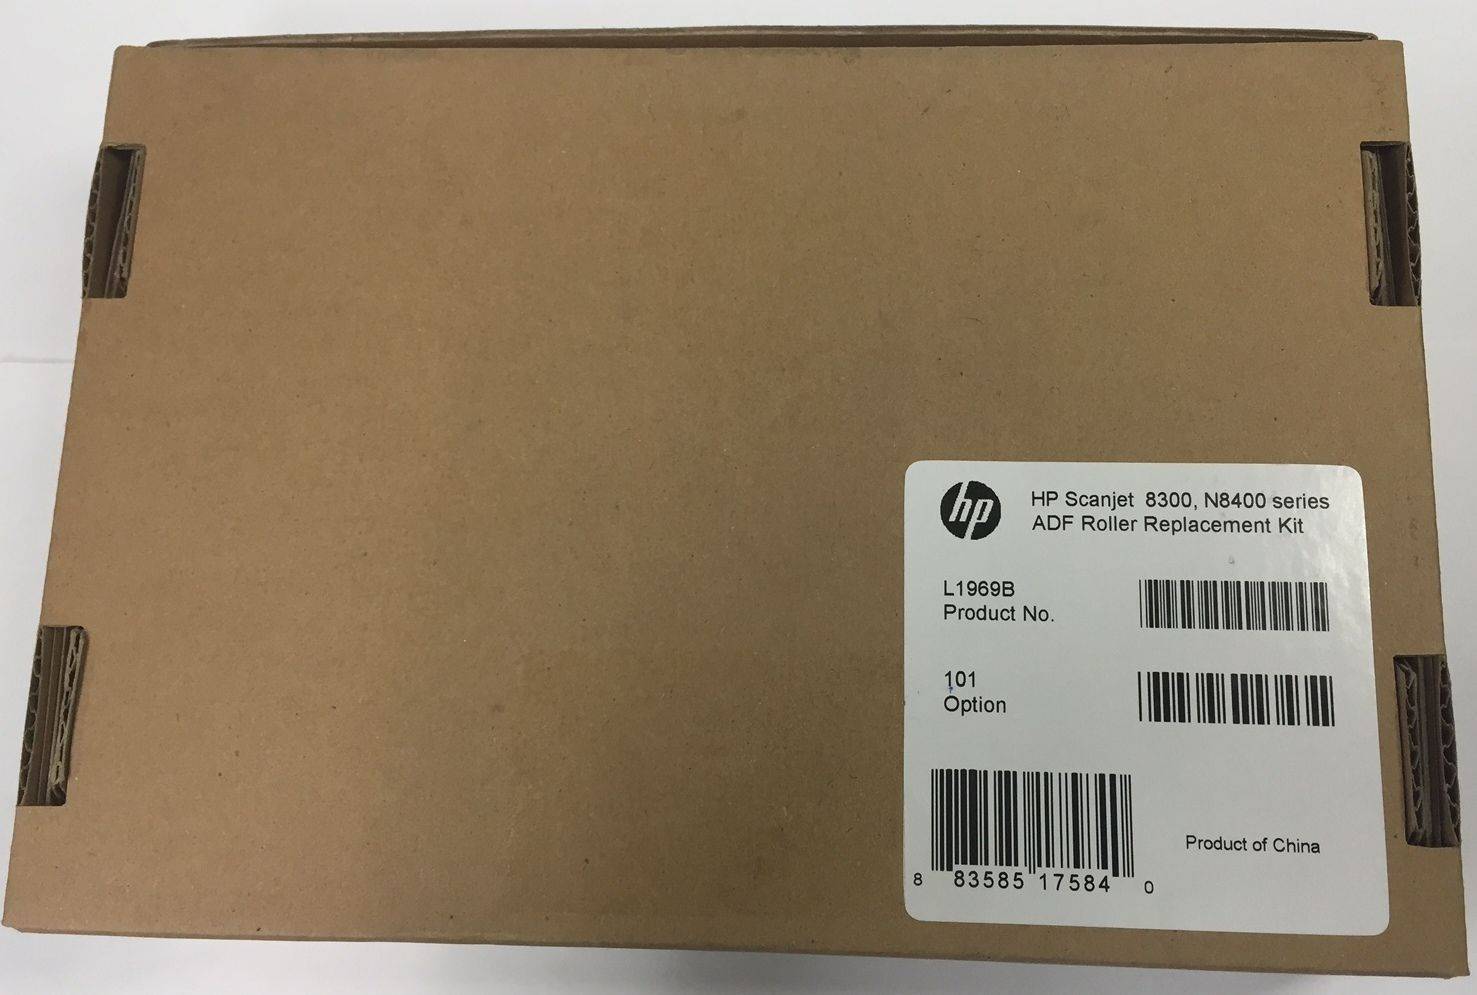 hp
HP Scanjet 8300, N8400 series
ADF Roller Replacement Kit
L1969B
Product No.
101
Option
8 83585 17584 0
Product of China